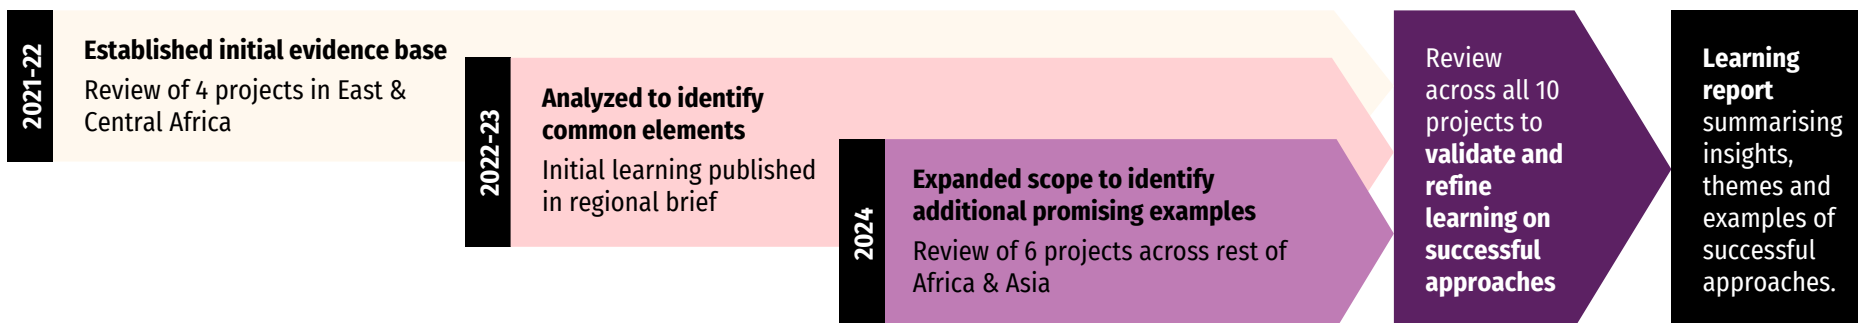 2021-22
Established initial evidence base
Review of 4 projects in East &
Central Africa
2022-23
Analyzed to identify
common elements
Initial learning published
in regional brief
2024
Expanded scope to identify
additional promising examples
Review of 6 projects across rest of
Africa & Asia
Review
across all 10
projects to
validate and
refine
learning on
successful
approaches
Learning
report
summarising
insights,
themes and
examples of
successful
approaches.